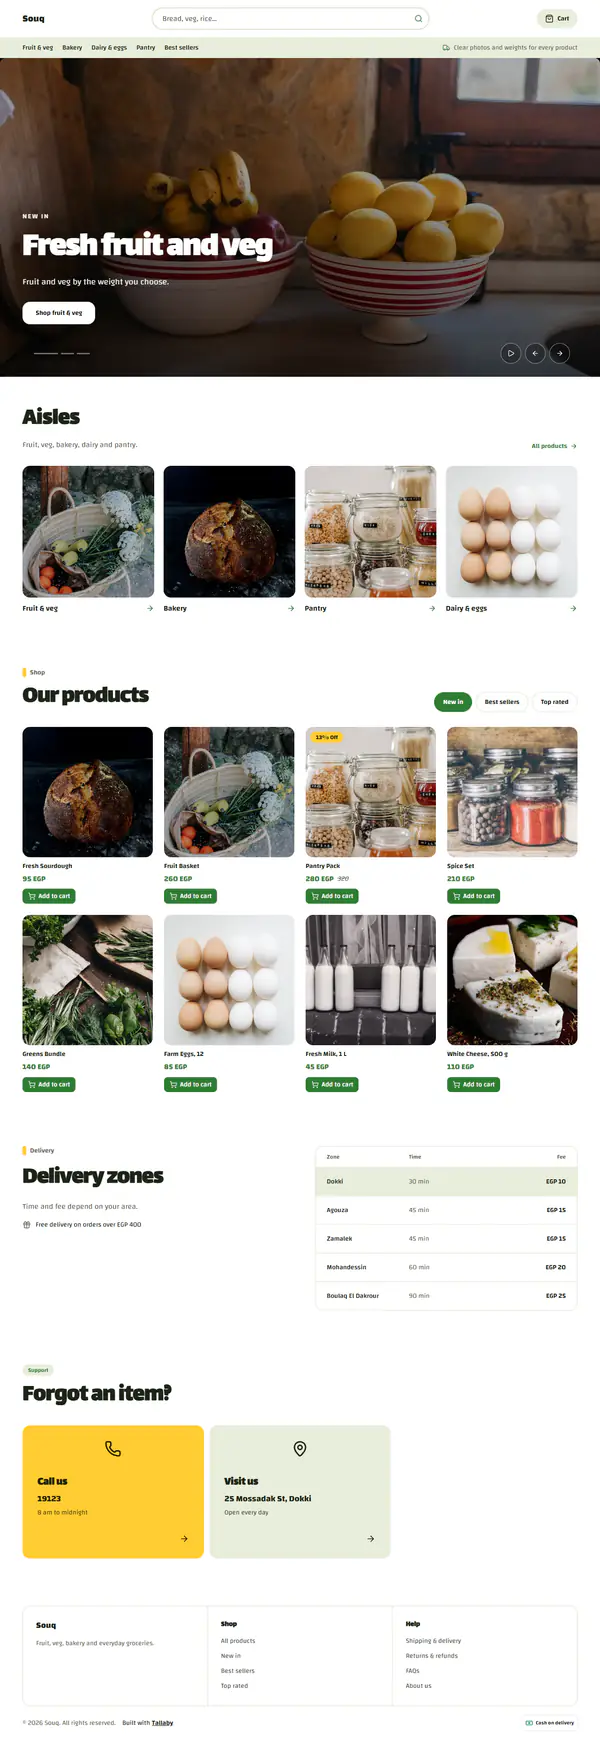 Souq
Bread, veg, rice...
Cart
Fruit & veg
Bakery
Dairy & eggs
Pantry
Best sellers
Clear photos and weights for every product
NEW IN
Fresh fruit and veg
Fruit and veg by the weight you choose.
Shop fruit & veg
Aisles
Fruit, veg, bakery, dairy and pantry.
All products
Fruit & veg
Bakery
Pantry
Dairy & eggs
Shop
Our products
New in
Best sellers
Top rated
Fresh Sourdough
95 EGP
Add to cart
Fruit Basket
260 EGP
Add to cart
Pantry Pack
280 EGP 320
Add to cart
Spice Set
210 EGP
Add to cart
Greens Bundle
140 EGP
Add to cart
Farm Eggs, 12
85 EGP
Add to cart
Fresh Milk, 1 L
45 EGP
Add to cart
White Cheese, 500 g
110 EGP
Add to cart
Delivery
Delivery zones
Time and fee depend on your area.
Free delivery on orders over EGP 400
Zone Time Fee
Dokki 30 min EGP 10
Agouza 45 min EGP 15
Zamalek 45 min EGP 15
Mohandessin 60 min EGP 20
Boulaq El Dakrour 90 min EGP 25
Support
Forgot an item?
Call us
19123
8 am to midnight
Visit us
25 Mossadak St, Dokki
Open every day
Souq
Fruit, veg, bakery and everyday groceries.
Shop
All products
New in
Best sellers
Top rated
Help
Shipping & delivery
Returns & refunds
FAQs
About us
© 2026 Souq. All rights reserved. Built with Tallaby
Cash on delivery